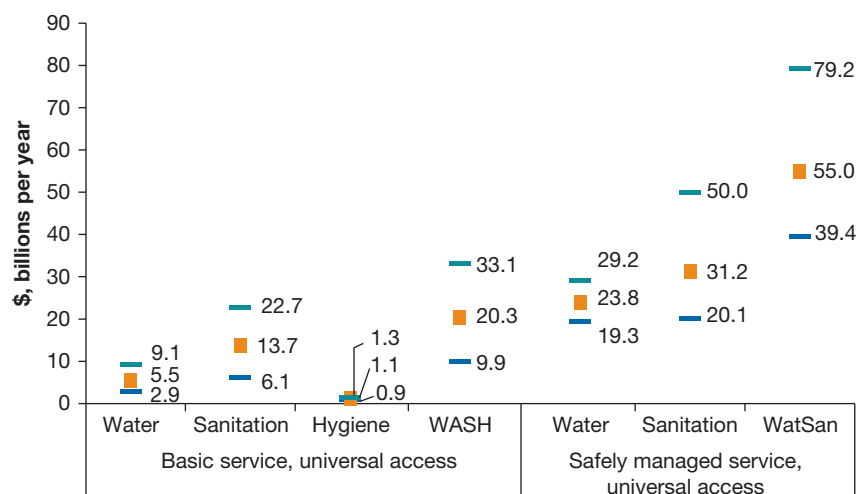 $, billions per year
90
80
70
60
50
40
30
20
10
0
9.1
5.5
2.9
22.7
13.7
6.1
1.3
1.1
0.9
33.1
20.3
9.9
29.2
23.8
19.3
50.0
31.2
20.1
79.2
55.0
39.4
Water
Sanitation
Hygiene
WASH
Water
Sanitation
WatSan
Basic service, universal access
Safely managed service,
universal access